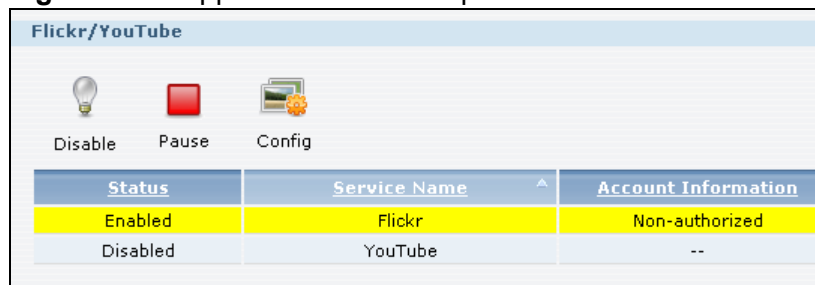 Flickr/YouTube
Disable Pause Config
Status Service Name Account Information
Enabled Flickr Non-authorized
Disabled YouTube --